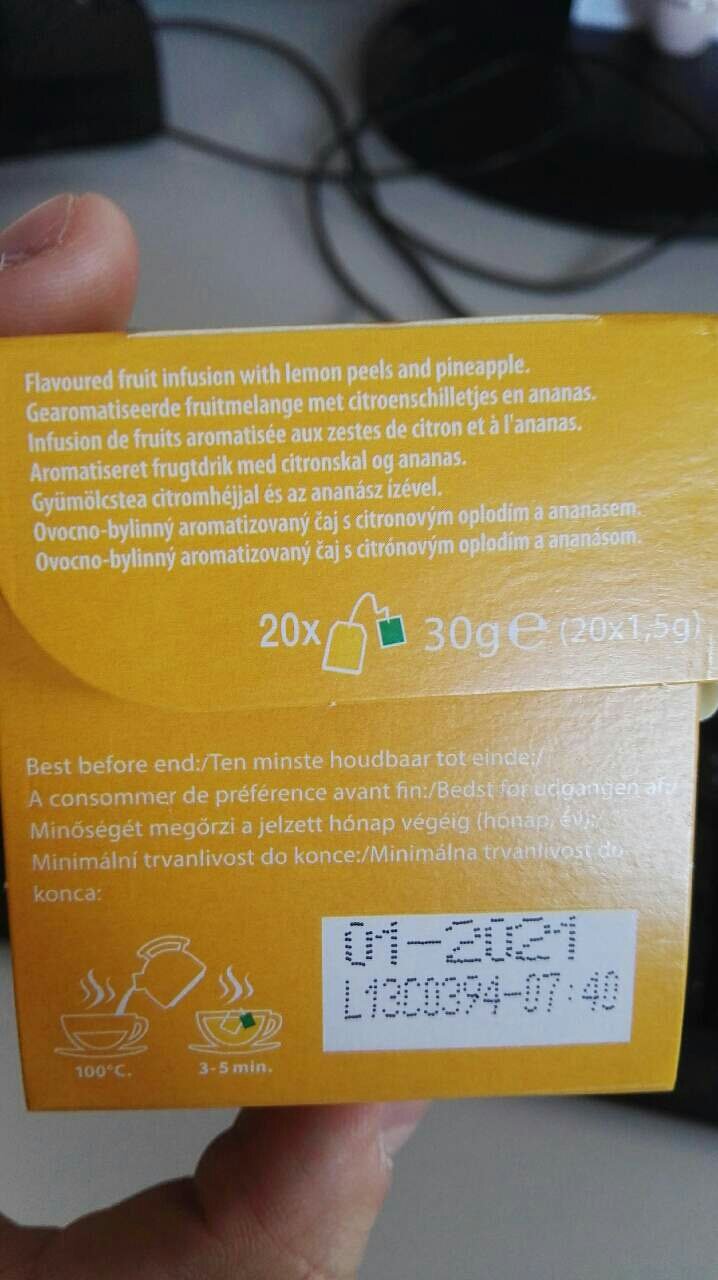 Flavoured fruit infusion with lemon peels and pineapple.
Gearomatiseerde fruitmelange met citroenschilletjes en ananas.
Infusion de fruits aromatisée aux zestes de citron et à l'ananas.
Aromatiseret frugtdrik med citronskal og ananas.
Gyümölcstea citromhéjjal és az ananász ízével.
Ovocno-bylinný aromatizovaný čaj s citronovým oplodím a ananasem.
Ovocno-bylinný aromatizovaný čaj s citrónovým oplodím a ananásom.
20x 30g e (20x1,5g)
Best before end:/Ten minste houdbaar tot einde:/
A consommer de préférence avant fin:/Bedst før udgangen af:/
Minőségét megőrzi a jelzett hónap végéig (hónap, év):/
Minimální trvanlivost do konce:/Minimálna trvanlivost do
konca:
01-2021
L13C0394-07:40
100°C. 3-5 min.